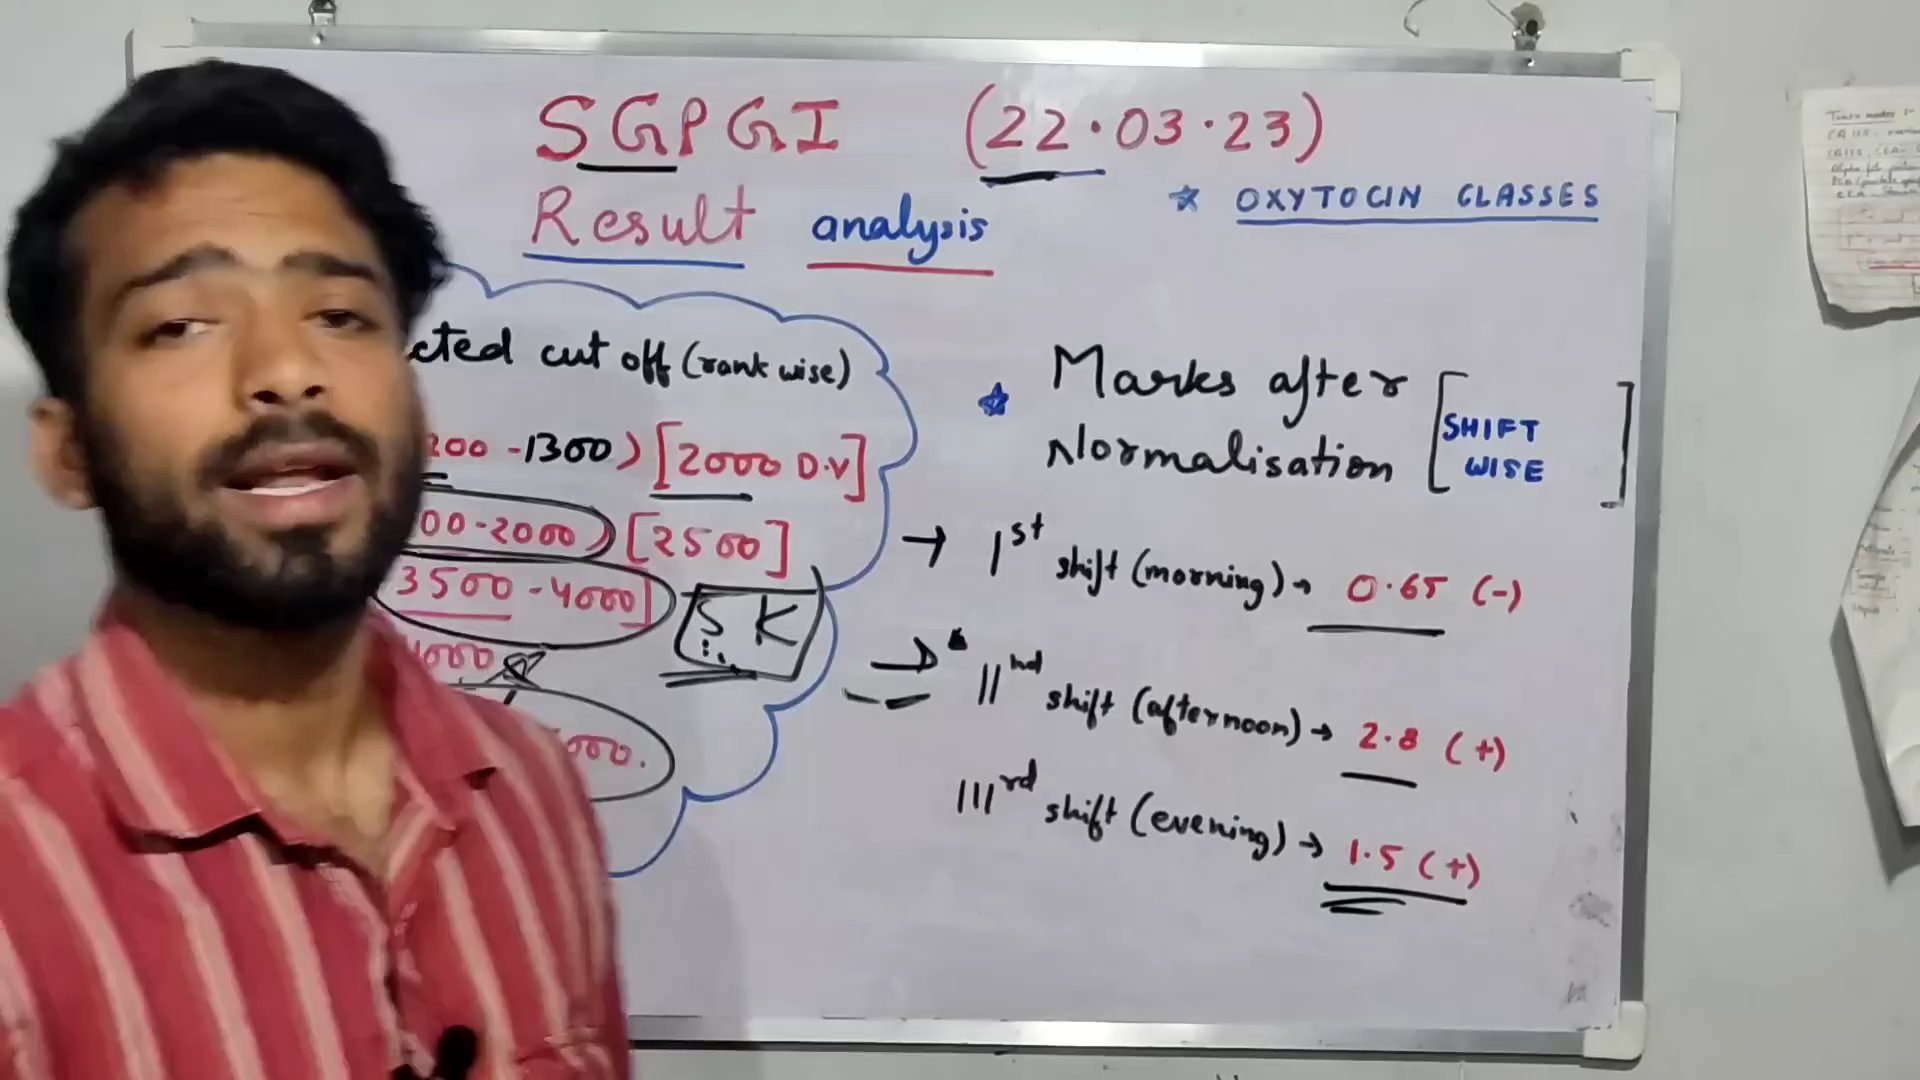 SGPGI (22.03.23)
Result analysis
★ OXYTOCIN CLASSES
cted cut off (rank wise)
200 -1300) [2000 D.V]
00-2000) [2500]
3500 -4000]
4000
000.
S K
★ Marks after
Normalisation
[SHIFT
WISE]
→ Ist shift (morning) → 0.65 (-)
→ IInd shift (afternoon) → 2.8 (+)
IIIrd shift (evening) → 1.5 (+)